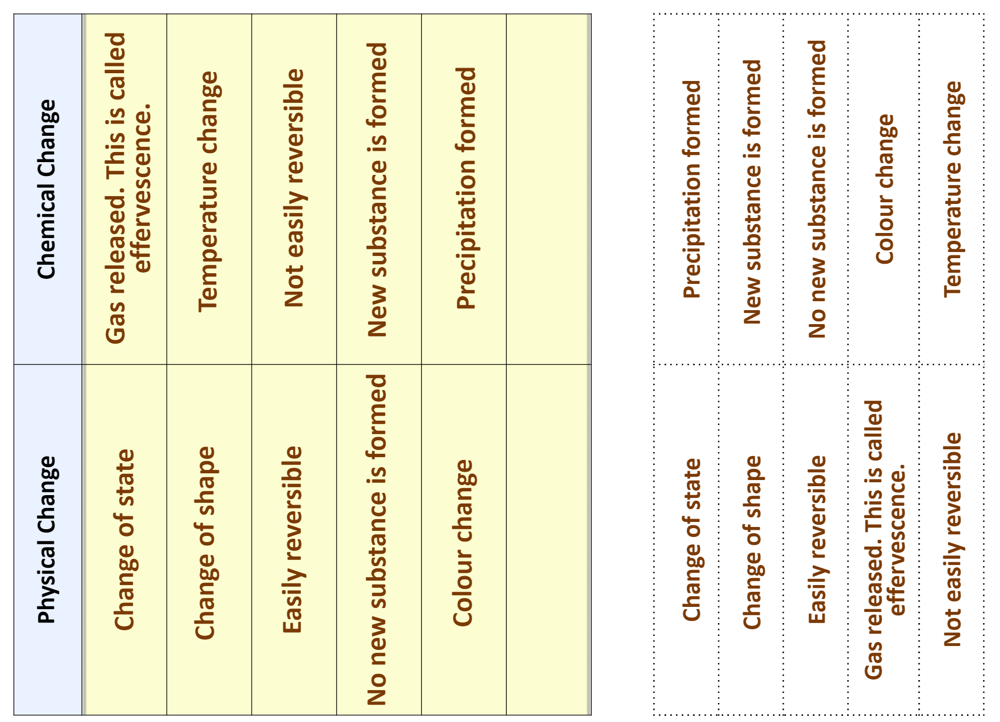 Physical Change
Chemical Change
Change of state
Gas released. This is called
effervescence.
Change of shape
Temperature change
Easily reversible
Not easily reversible
No new substance is formed
New substance is formed
Colour change
Precipitation formed
Change of state
Precipitation formed
Change of shape
New substance is formed
Easily reversible
No new substance is formed
Gas released. This is called
effervescence.
Colour change
Not easily reversible
Temperature change